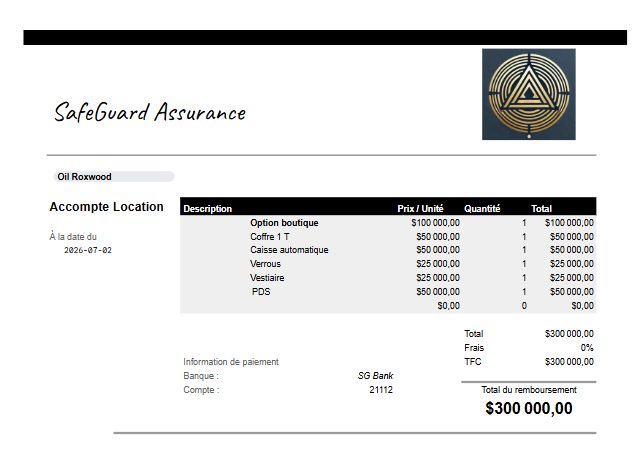 SafeGuard Assurance
Oil Roxwood
Accompte Location
Description Prix / Unité Quantité Total
À la date du
2026-07-02
Option boutique $100 000,00 1 $100 000,00
Coffre 1 T $50 000,00 1 $50 000,00
Caisse automatique $50 000,00 1 $50 000,00
Verrous $25 000,00 1 $25 000,00
Vestiaire $25 000,00 1 $25 000,00
PDS $50 000,00 1 $50 000,00
$0,00 0 $0,00
Total $300 000,00
Frais 0%
Information de paiement TFC $300 000,00
Banque : SG Bank
Compte : 21112
Total du remboursement
$300 000,00